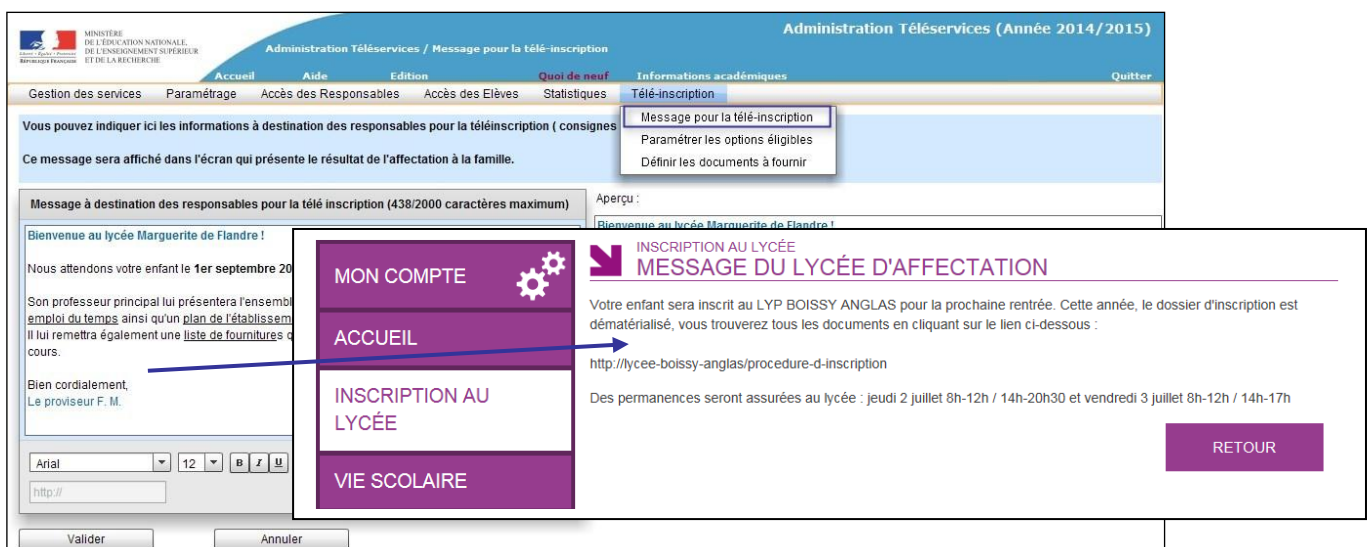 MINISTÈRE
DE L'ÉDUCATION NATIONALE,
DE L'ENSEIGNEMENT SUPÉRIEUR
ET DE LA RECHERCHE
Liberté • Égalité • Fraternité
RÉPUBLIQUE FRANÇAISE
Administration Téléservices (Année 2014/2015)
Administration Téléservices / Message pour la télé-inscription
Accueil Aide Edition Quoi de neuf Informations académiques Quitter
Gestion des services Paramétrage Accès des Responsables Accès des Elèves Statistiques Télé-inscription
Message pour la télé-inscription
Paramétrer les options éligibles
Définir les documents à fournir
Vous pouvez indiquer ici les informations à destination des responsables pour la téléinscription ( consignes
Ce message sera affiché dans l'écran qui présente le résultat de l'affectation à la famille.
Message à destination des responsables pour la télé inscription (438/2000 caractères maximum)
Aperçu :
Bienvenue au lycée Marguerite de Flandre !
Bienvenue au lycée Marguerite de Flandre !
Nous attendons votre enfant le 1er septembre 20
Son professeur principal lui présentera l'ensembl
emploi du temps ainsi qu'un plan de l'établissem
Il lui remettra également une liste de fournitures q
cours.
Bien cordialement,
Le proviseur F. M.
Arial 12 B I U
http://
Valider Annuler
MON COMPTE
ACCUEIL
INSCRIPTION AU
LYCÉE
VIE SCOLAIRE
INSCRIPTION AU LYCÉE
MESSAGE DU LYCÉE D'AFFECTATION
Votre enfant sera inscrit au LYP BOISSY ANGLAS pour la prochaine rentrée. Cette année, le dossier d'inscription est
dématérialisé, vous trouverez tous les documents en cliquant sur le lien ci-dessous :
http://lycee-boissy-anglas/procedure-d-inscription
Des permanences seront assurées au lycée : jeudi 2 juillet 8h-12h / 14h-20h30 et vendredi 3 juillet 8h-12h / 14h-17h
RETOUR